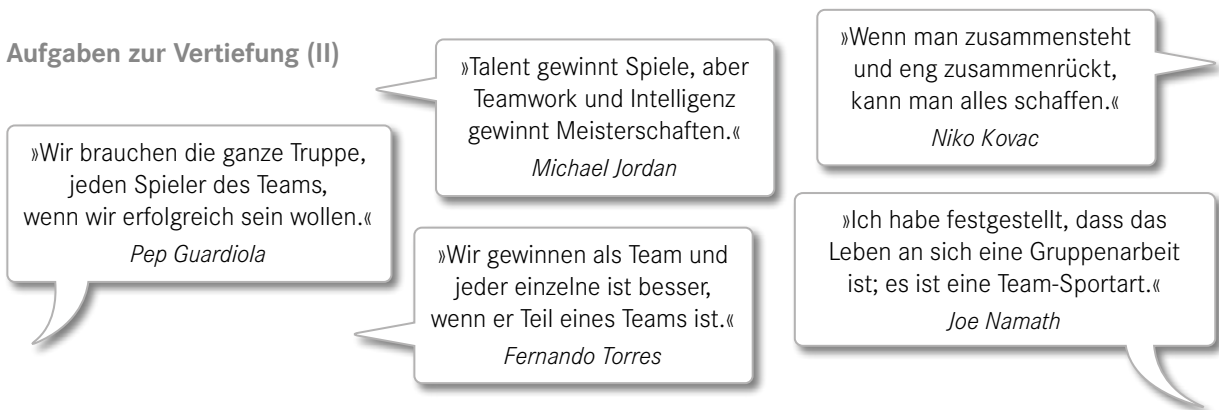 Aufgaben zur Vertiefung (II)
»Talent gewinnt Spiele, aber
Teamwork und Intelligenz
gewinnt Meisterschaften.«
Michael Jordan
»Wenn man zusammensteht
und eng zusammenrückt,
kann man alles schaffen.«
Niko Kovac
»Wir brauchen die ganze Truppe,
jeden Spieler des Teams,
wenn wir erfolgreich sein wollen.«
Pep Guardiola
»Wir gewinnen als Team und
jeder einzelne ist besser,
wenn er Teil eines Teams ist.«
Fernando Torres
»Ich habe festgestellt, dass das
Leben an sich eine Gruppenarbeit
ist; es ist eine Team-Sportart.«
Joe Namath